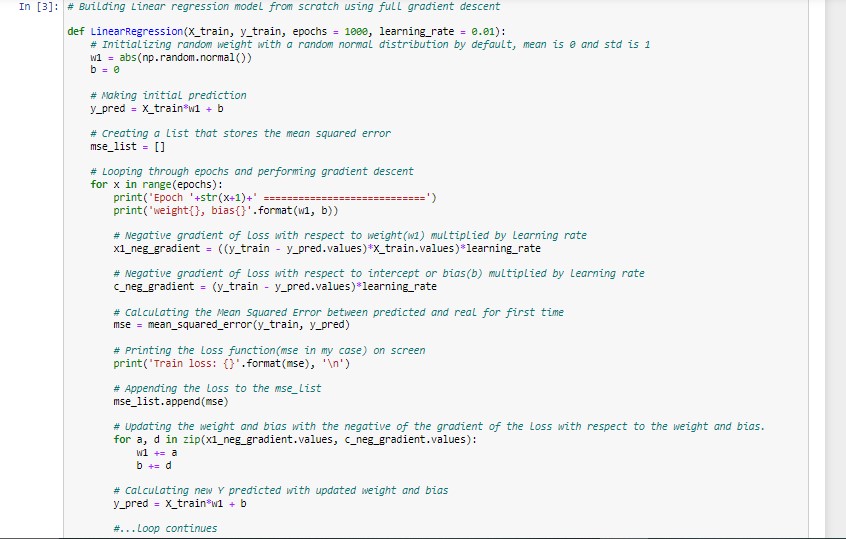 In [3]: # Building Linear regression model from scratch using full gradient descent
def LinearRegression(X_train, y_train, epochs = 1000, learning_rate = 0.01):
# Initializing random weight with a random normal distribution by default, mean is 0 and std is 1
w1 = abs(np.random.normal())
b = 0
# Making initial prediction
y_pred = X_train*w1 + b
# Creating a list that stores the mean squared error
mse_list = []
# Looping through epochs and performing gradient descent
for x in range(epochs):
print('Epoch '+str(x+1)+' ============================')
print('weight{}, bias{}'.format(w1, b))
# Negative gradient of loss with respect to weight(w1) multiplied by learning rate
x1_neg_gradient = ((y_train - y_pred.values)*X_train.values)*learning_rate
# Negative gradient of loss with respect to intercept or bias(b) multiplied by learning rate
c_neg_gradient = (y_train - y_pred.values)*learning_rate
# Calculating the Mean Squared Error between predicted and real for first time
mse = mean_squared_error(y_train, y_pred)
# Printing the loss function(mse in my case) on screen
print('Train loss: {}'.format(mse), '\n')
# Appending the loss to the mse_list
mse_list.append(mse)
# Updating the weight and bias with the negative of the gradient of the loss with respect to the weight and bias.
for a, d in zip(x1_neg_gradient.values, c_neg_gradient.values):
w1 += a
b += d
# Calculating new Y predicted with updated weight and bias
y_pred = X_train*w1 + b
#...loop continues